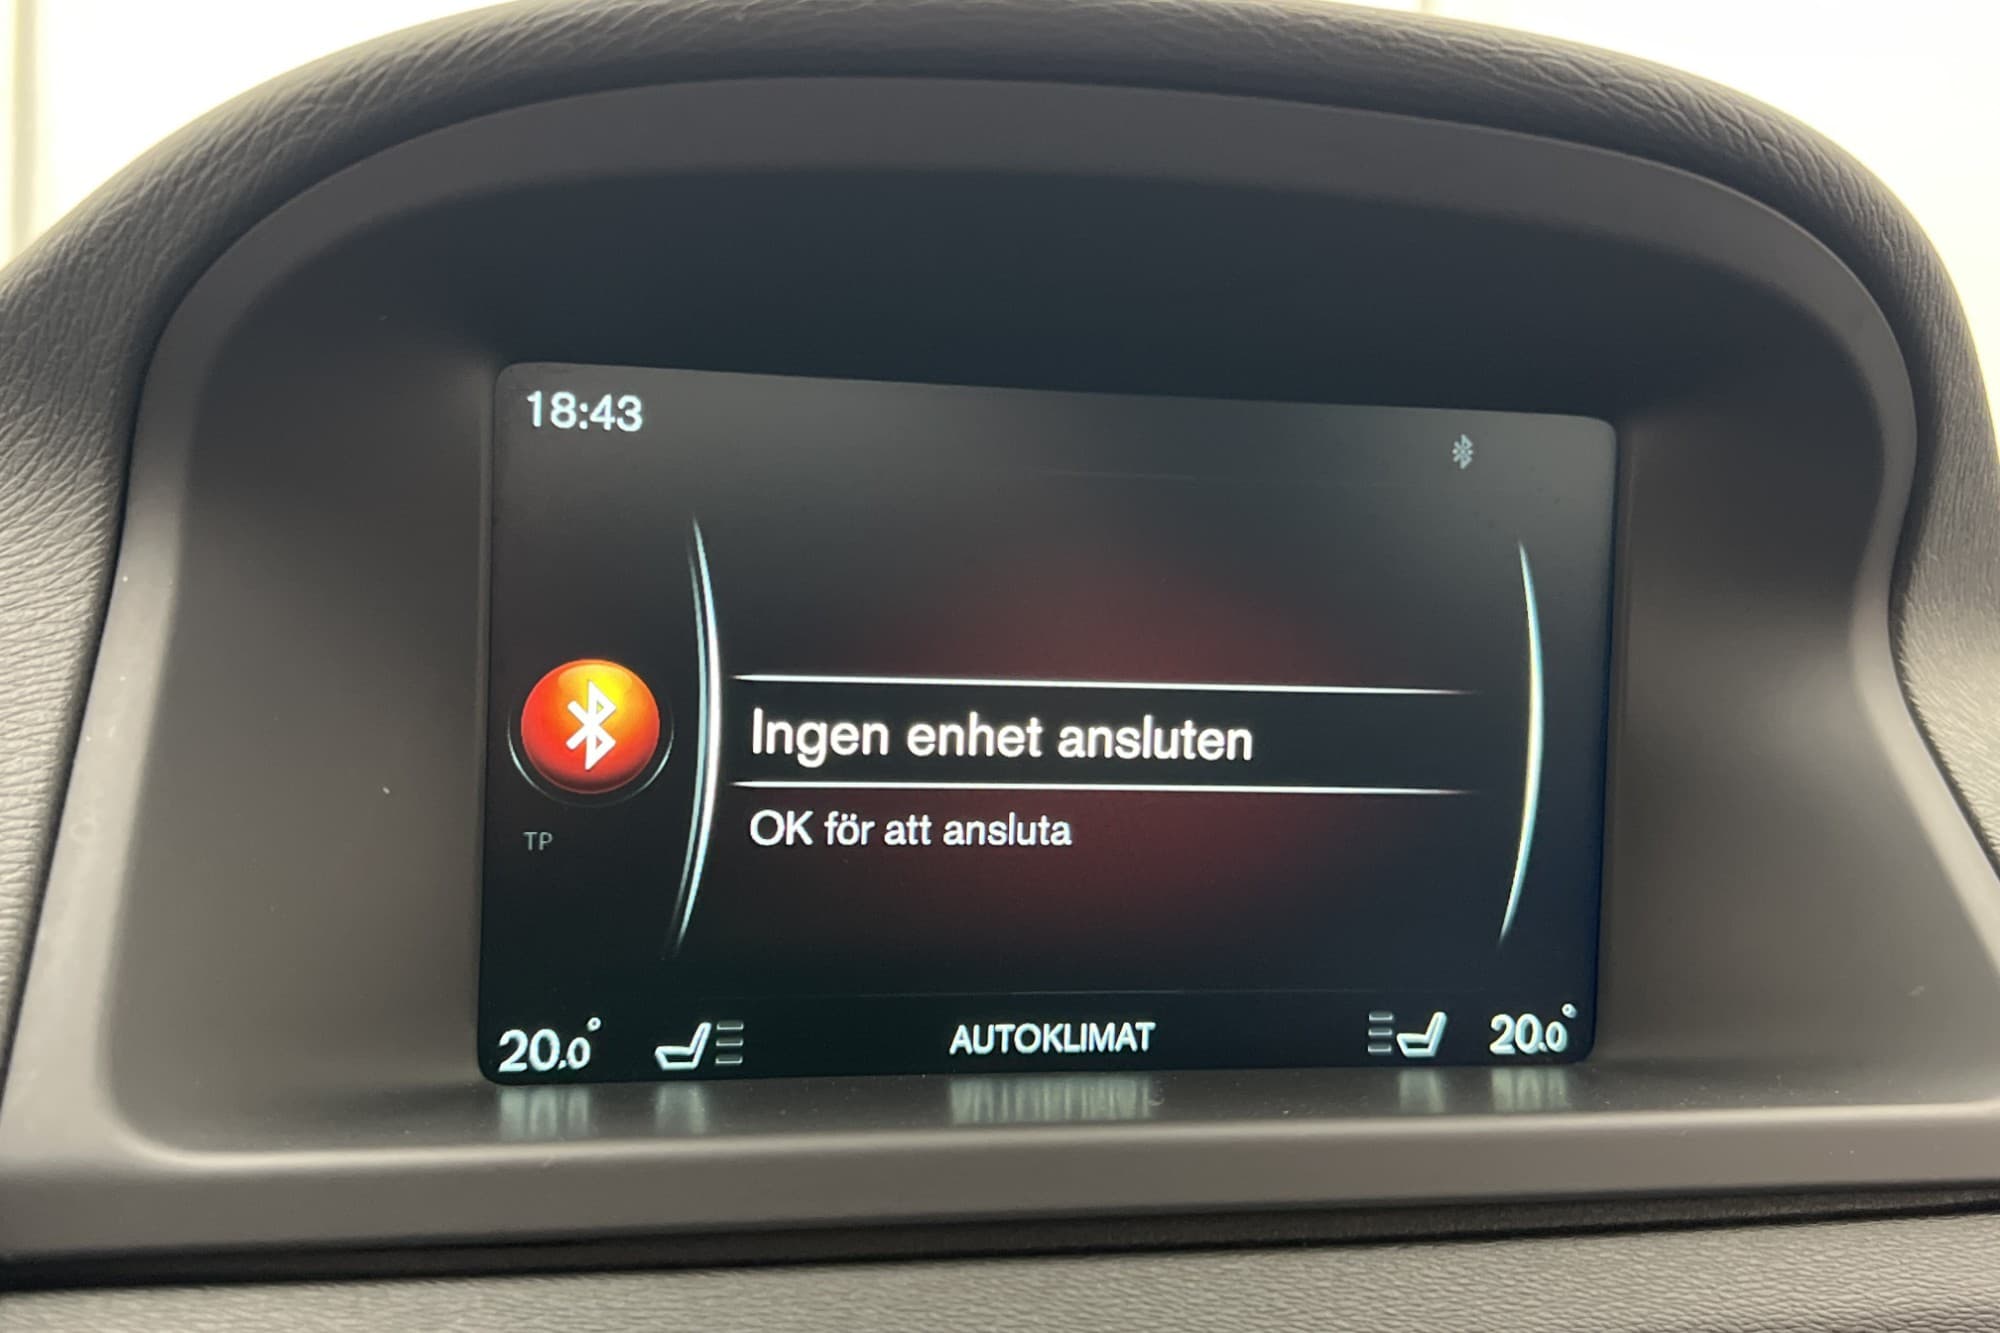 18:43
Ingen enhet ansluten
OK för att ansluta
TP
20.0° AUTOKLIMAT 20.0°